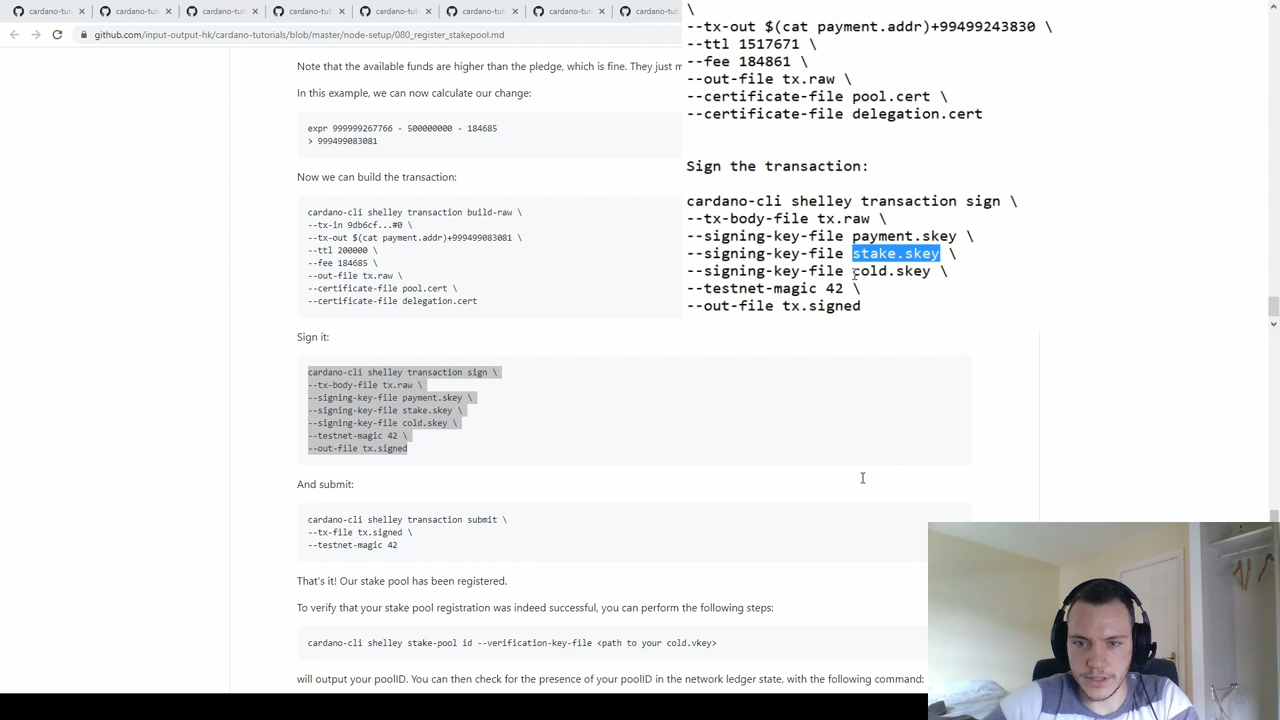 cardano-
cardano-t
cardano-t
cardano-t
cardano-t
cardano-t
cardano-t
cardano-t
github.com/input-output-hk/cardano-tutorials/blob/master/node-setup/080_register_stakepool.md
Note that the available funds are higher than the pledge, which is fine. They just m
In this example, we can now calculate our change:
expr 999999267766 - 500000000 - 184685
> 999499083081
Now we can build the transaction:
cardano-cli shelley transaction build-raw \
--tx-in 9db6cf...#0 \
--tx-out $(cat payment.addr)+999499083081 \
--ttl 200000 \
--fee 184685 \
--out-file tx.raw \
--certificate-file pool.cert \
--certificate-file delegation.cert
Sign it:
cardano-cli shelley transaction sign \
--tx-body-file tx.raw \
--signing-key-file payment.skey \
--signing-key-file stake.skey \
--signing-key-file cold.skey \
--testnet-magic 42 \
--out-file tx.signed
And submit:
cardano-cli shelley transaction submit \
--tx-file tx.signed \
--testnet-magic 42
That's it! Our stake pool has been registered.
To verify that your stake pool registration was indeed successful, you can perform the following steps:
cardano-cli shelley stake-pool id --verification-key-file <path to your cold.vkey>
will output your poolID. You can then check for the presence of your poolID in the network ledger state, with the following command:
\
--tx-out $(cat payment.addr)+99499243830 \
--ttl 1517671 \
--fee 184861 \
--out-file tx.raw \
--certificate-file pool.cert \
--certificate-file delegation.cert
Sign the transaction:
cardano-cli shelley transaction sign \
--tx-body-file tx.raw \
--signing-key-file payment.skey \
--signing-key-file stake.skey \
--signing-key-file cold.skey \
--testnet-magic 42 \
--out-file tx.signed